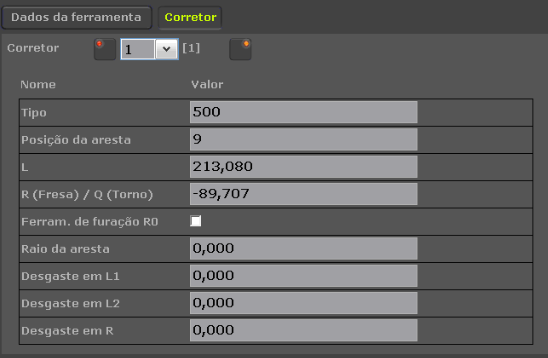 Dados da ferramenta Corretor
Corretor 1 [1]
Nome Valor
Tipo 500
Posição da aresta 9
L 213,080
R (Fresa) / Q (Torno) -89,707
Ferram. de furação R0
Raio da aresta 0,000
Desgaste em L1 0,000
Desgaste em L2 0,000
Desgaste em R 0,000